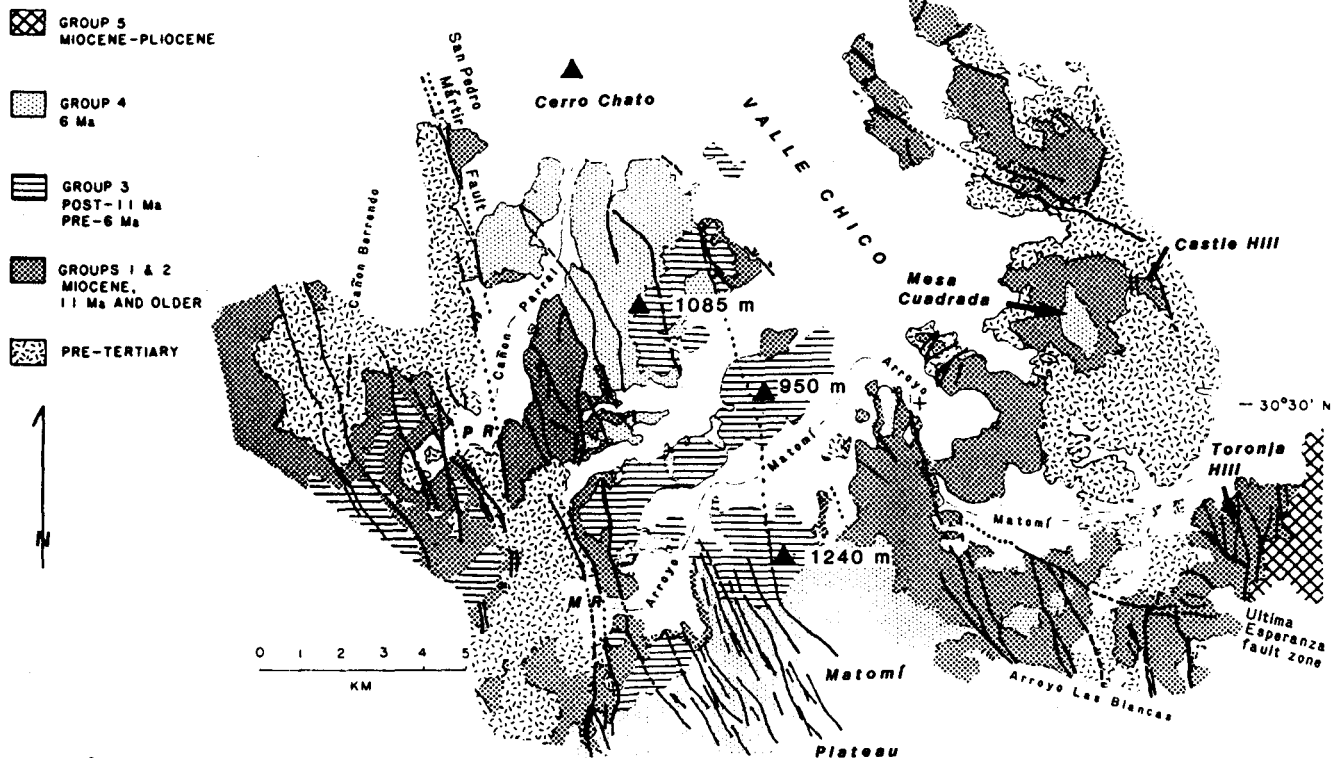 GROUP 5
MIOCENE-PLIOCENE
GROUP 4
6 Ma
GROUP 3
POST-11 Ma
PRE-6 Ma
GROUPS 1 & 2
MIOCENE,
11 Ma AND OLDER
PRE-TERTIARY
N
0 1 2 3 4 5
KM
San Pedro
Mártir
Fault
Cañon Berrendo
Cerro Chato
VALLE CHICO
Castle Hill
Mesa
Cuadrada
Cañon Parral
1085 m
950 m
Arroyo
Matomí
30°30' N
Toronja
Hill
P R
Matomí
1240 m
Arroyo
M R
Ultima
Esperanza
fault zone
Matomí
Arroyo Las Blancas
Plateau